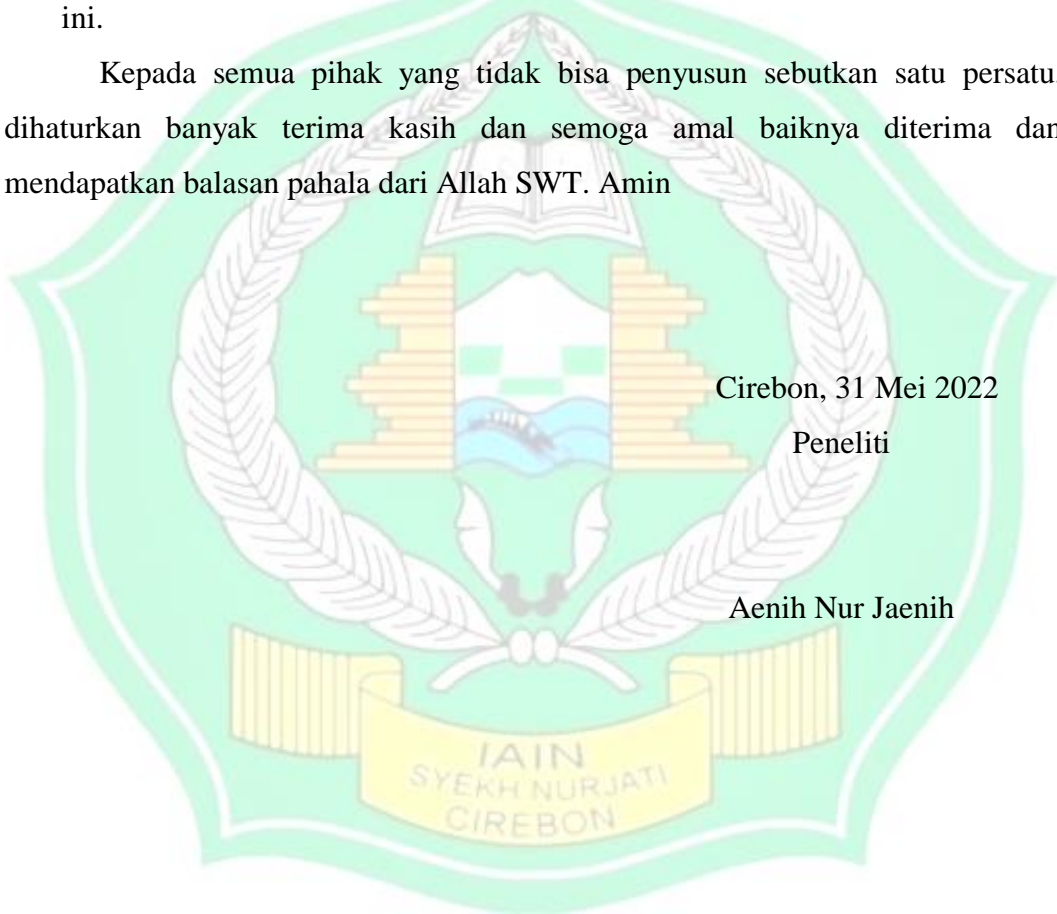 ini.
Kepada semua pihak yang tidak bisa penyusun sebutkan satu persatu,
dihaturkan banyak terima kasih dan semoga amal baiknya diterima dan
mendapatkan balasan pahala dari Allah SWT. Amin
Cirebon, 31 Mei 2022
Peneliti
Aenih Nur Jaenih
IAIN
SYEKH NURJATI
CIREBON